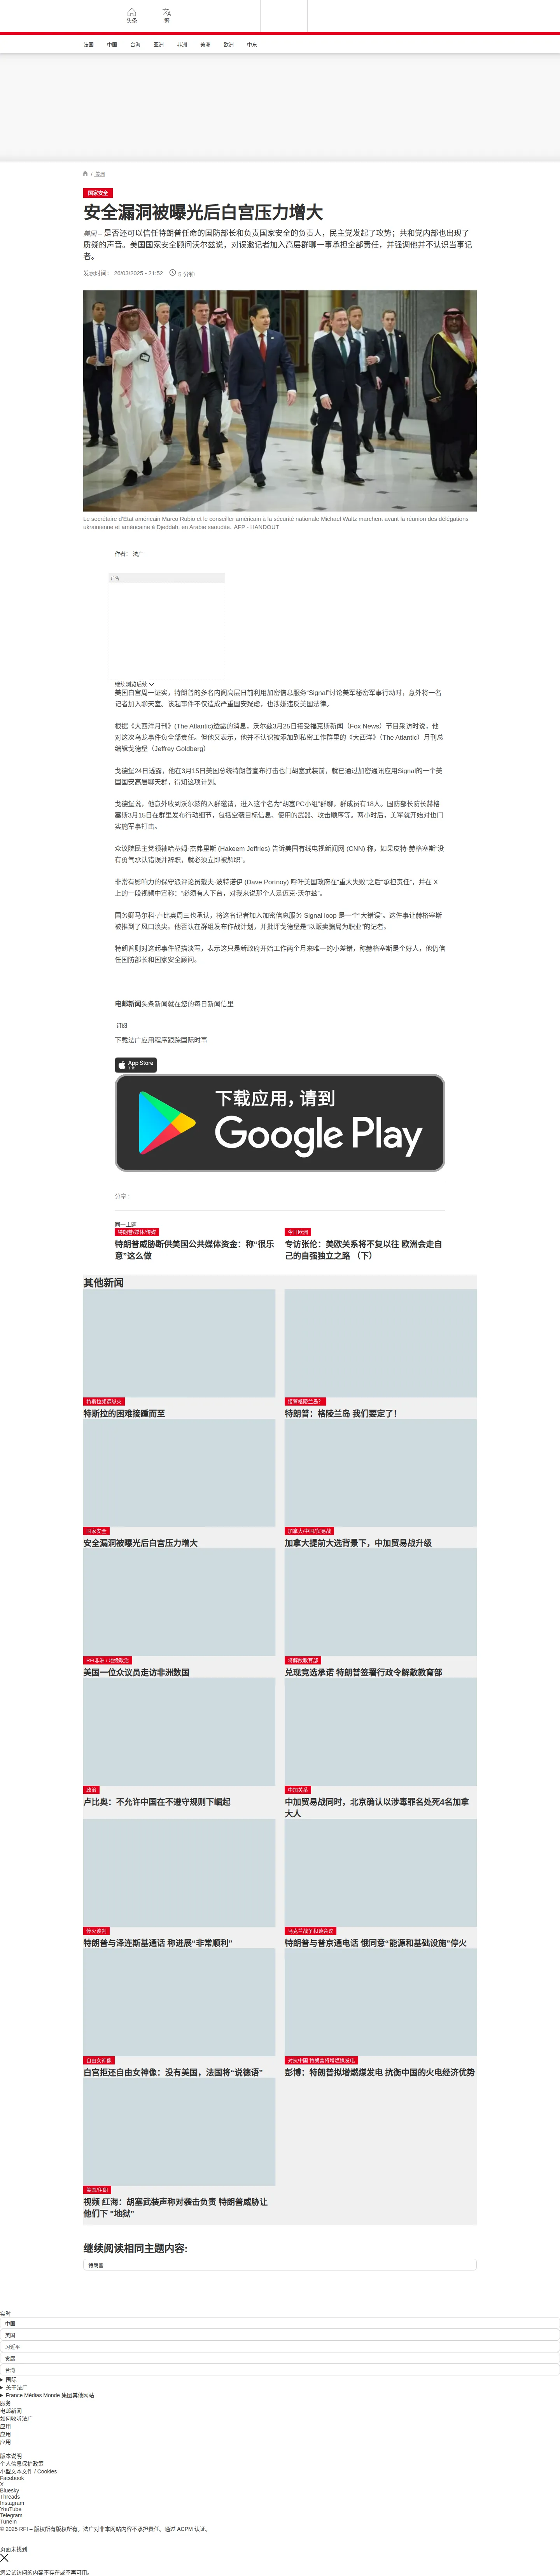 头条
繁
法国
中国
台海
亚洲
非洲
美洲
欧洲
中东
/ 美洲
国家安全
安全漏洞被曝光后白宫压力增大
美国 – 是否还可以信任特朗普任命的国防部长和负责国家安全的负责人，民主党发起了攻势；共和党内部也出现了
质疑的声音。美国国家安全顾问沃尔兹说，对误邀记者加入高层群聊一事承担全部责任，并强调他并不认识当事记
者。
发表时间： 26/03/2025 - 21:52
5 分钟
Le secrétaire d'État américain Marco Rubio et le conseiller américain à la sécurité nationale Michael Waltz marchent avant la réunion des délégations
ukrainienne et américaine à Djeddah, en Arabie saoudite. AFP - HANDOUT
作者： 法广
广告
继续浏览后续
美国白宫周一证实，特朗普的多名内阁高层日前利用加密信息服务“Signal”讨论美军秘密军事行动时，意外将一名
记者加入聊天室。该起事件不仅造成严重国安疑虑，也涉嫌违反美国法律。
根据《大西洋月刊》(The Atlantic)透露的消息，沃尔兹3月25日接受福克斯新闻（Fox News）节目采访时说，他
对这次乌龙事件负全部责任。但他又表示，他并不认识被添加到私密工作群里的《大西洋》（The Atlantic）月刊总
编辑戈德堡（Jeffrey Goldberg）
戈德堡24日透露，他在3月15日美国总统特朗普宣布打击也门胡塞武装前，就已通过加密通讯应用Signal的一个美
国国安高层聊天群，得知这项计划。
戈德堡说，他意外收到沃尔兹的入群邀请，进入这个名为“胡塞PC小组”群聊，群成员有18人。国防部长防长赫格
塞斯3月15日在群里发布行动细节，包括空袭目标信息、使用的武器、攻击顺序等。两小时后，美军就开始对也门
实施军事打击。
众议院民主党领袖哈基姆·杰弗里斯 (Hakeem Jeffries) 告诉美国有线电视新闻网 (CNN) 称，如果皮特·赫格塞斯“没
有勇气承认错误并辞职，就必须立即被解职”。
非常有影响力的保守派评论员戴夫·波特诺伊 (Dave Portnoy) 呼吁美国政府在“重大失败”之后“承担责任”，并在 X
上的一段视频中宣称：“必须有人下台，对我来说那个人是迈克·沃尔兹”。
国务卿马尔科·卢比奥周三也承认，将这名记者加入加密信息服务 Signal loop 是一个“大错误”。这件事让赫格塞斯
被推到了风口浪尖。他否认在群组发布作战计划，并批评戈德堡是“以贩卖骗局为职业”的记者。
特朗普则对这起事件轻描淡写，表示这只是新政府开始工作两个月来唯一的小差错，称赫格塞斯是个好人，他仍信
任国防部长和国家安全顾问。
电邮新闻头条新闻就在您的每日新闻信里
订阅
下载法广应用程序跟踪国际时事
App Store
下载
下载应用，请到
Google Play
分享 :
同一主题
特朗普/媒体/传媒
特朗普威胁断供美国公共媒体资金：称“很乐
意”这么做
今日欧洲
专访张伦：美欧关系将不复以往 欧洲会走自
己的自强独立之路 （下）
其他新闻
特斯拉频遭纵火
特斯拉的困难接踵而至
接管格陵兰岛?
特朗普：格陵兰岛 我们要定了！
国家安全
安全漏洞被曝光后白宫压力增大
加拿大/中国/贸易战
加拿大提前大选背景下，中加贸易战升级
RFI非洲 / 地缘政治
美国一位众议员走访非洲数国
将解散教育部
兑现竞选承诺 特朗普签署行政令解散教育部
政治
卢比奥：不允许中国在不遵守规则下崛起
中加关系
中加贸易战同时，北京确认以涉毒罪名处死4名加拿
大人
停火谈判
特朗普与泽连斯基通话 称进展“非常顺利”
乌克兰战争和谈会议
特朗普与普京通电话 俄同意“能源和基础设施”停火
自由女神像
白宫拒还自由女神像：没有美国，法国将“说德语”
对抗中国 特朗普将增燃煤发电
彭博：特朗普拟增燃煤发电 抗衡中国的火电经济优势
美国/伊朗
视频 红海：胡塞武装声称对袭击负责 特朗普威胁让
他们下 “地狱”
继续阅读相同主题内容:
特朗普
实时
中国
美国
习近平
贪腐
台湾
国际
关于法广
France Médias Monde 集团其他网站
服务
电邮新闻
如何收听法广
应用
应用
应用
版本说明
个人信息保护政策
小型文本文件 / Cookies
Facebook
X
Bluesky
Threads
Instagram
YouTube
Telegram
TuneIn
© 2025 RFI – 版权所有版权所有。法广对非本网站内容不承担责任。通过 ACPM 认证。
页面未找到
您尝试访问的内容不存在或不再可用。